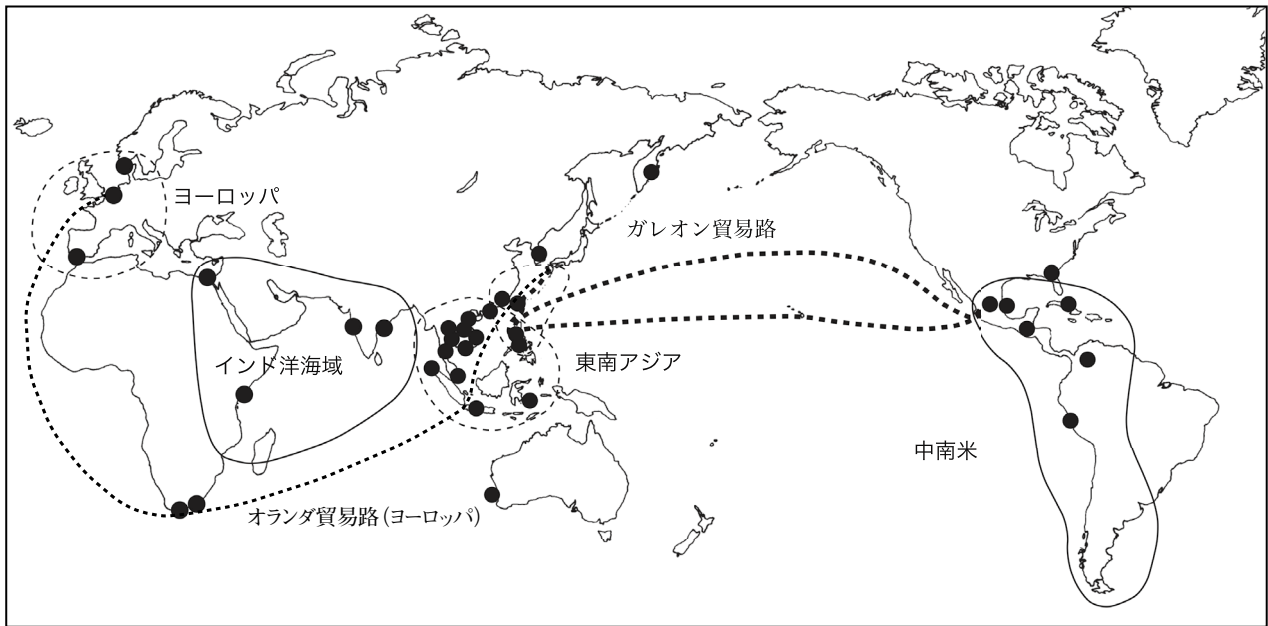 ヨーロッパ
ガレオン貿易路
インド洋海域
東南アジア
中南米
オランダ貿易路(ヨーロッパ)